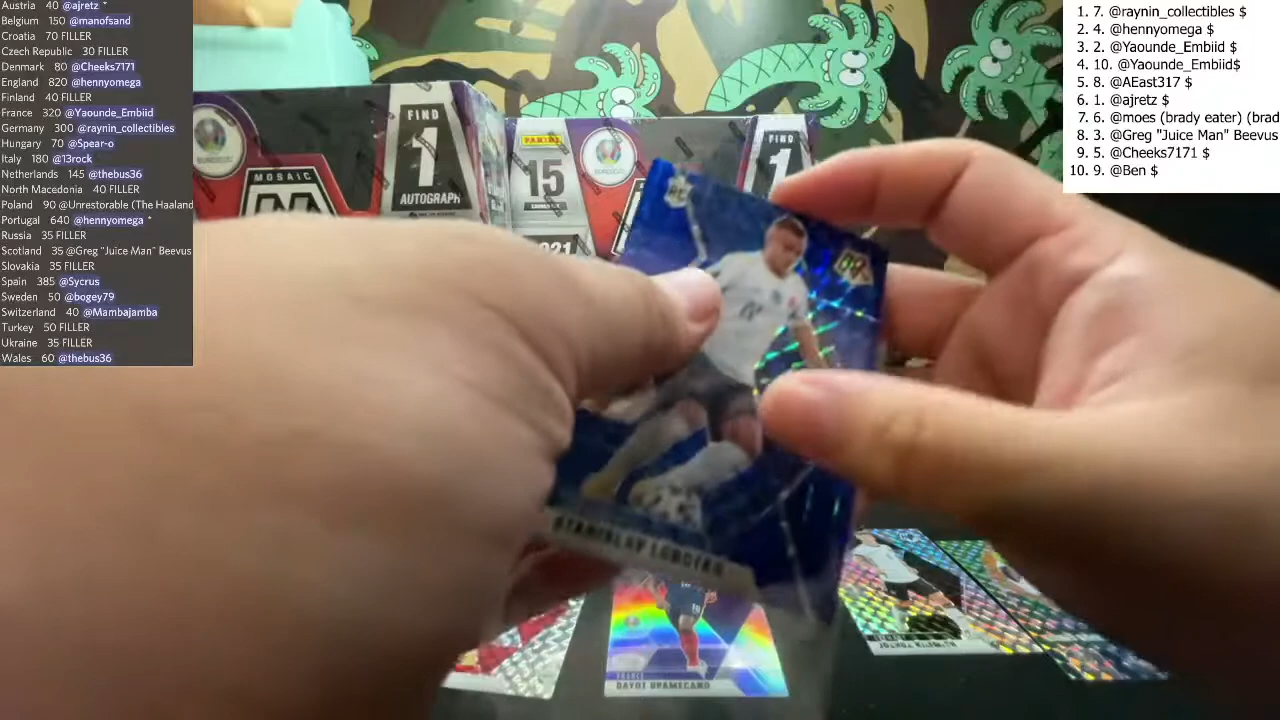 Austria 40 @ajretz *
Belgium 150 @manofsand
Croatia 70 FILLER
Czech Republic 30 FILLER
Denmark 80 @Cheeks7171
England 820 @hennyomega
Finland 40 FILLER
France 320 @Yaounde_Embiid
Germany 300 @raynin_collectibles
Hungary 70 @Spear-o
Italy 180 @13rock
Netherlands 145 @thebus36
North Macedonia 40 FILLER
Poland 90 @Unrestorable (The Haaland
Portugal 640 @hennyomega *
Russia 35 FILLER
Scotland 35 @Greg "Juice Man" Beevus
Slovakia 35 FILLER
Spain 385 @Sycrus
Sweden 50 @bogey79
Switzerland 40 @Mambajamba
Turkey 50 FILLER
Ukraine 35 FILLER
Wales 60 @thebus36
1. 7. @raynin_collectibles $
2. 4. @hennyomega $
3. 2. @Yaounde_Embiid $
4. 10. @Yaounde_Embiid$
5. 8. @AEast317 $
6. 1. @ajretz $
7. 6. @moes (brady eater) (brad
8. 3. @Greg "Juice Man" Beevus
9. 5. @Cheeks7171 $
10. 9. @Ben $
MOSAIC
FIND
1
AUTOGRAPH
PANINI
15
FIND
1
STANISLAV LOBOTKA
FRANCE
DAYOT UPAMECANO